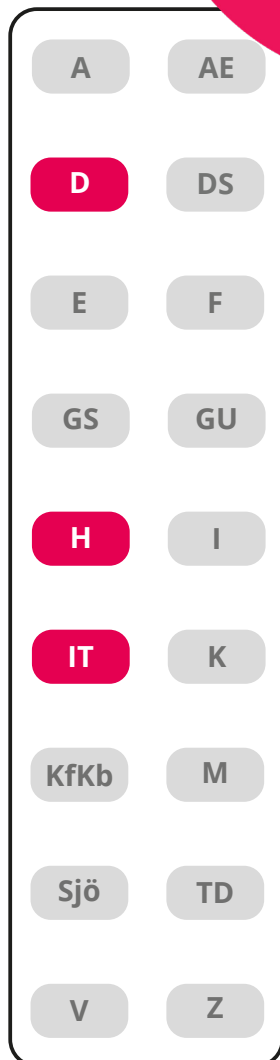 A AE
D DS
E F
GS GU
H I
IT K
KfKb M
Sjö TD
V Z